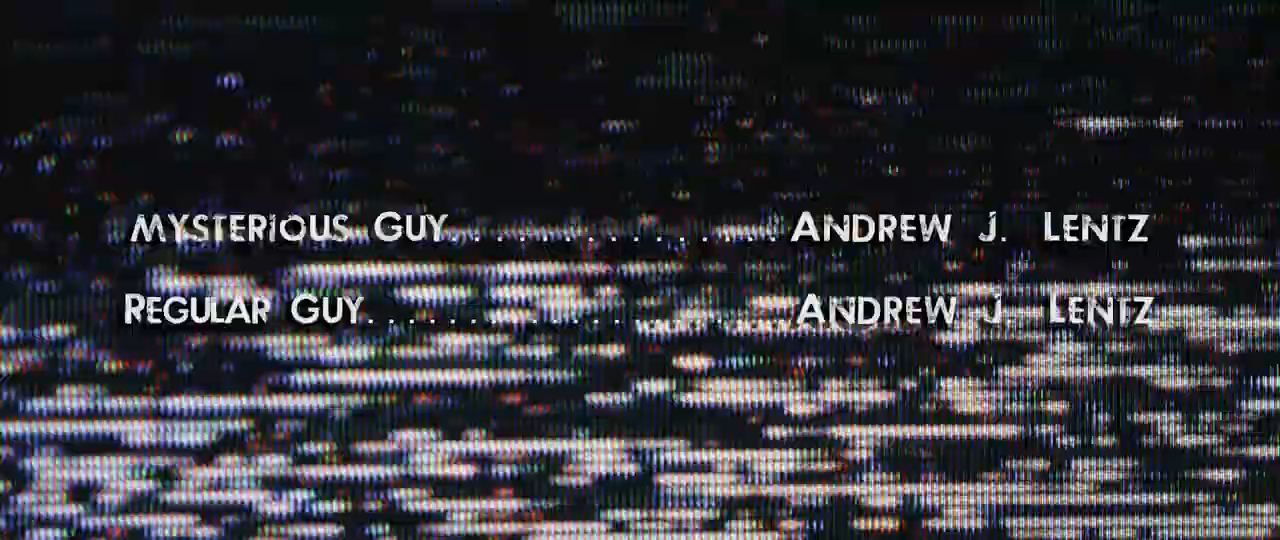 Mysterious Guy..............Andrew J. Lentz
Regular Guy................Andrew J. Lentz